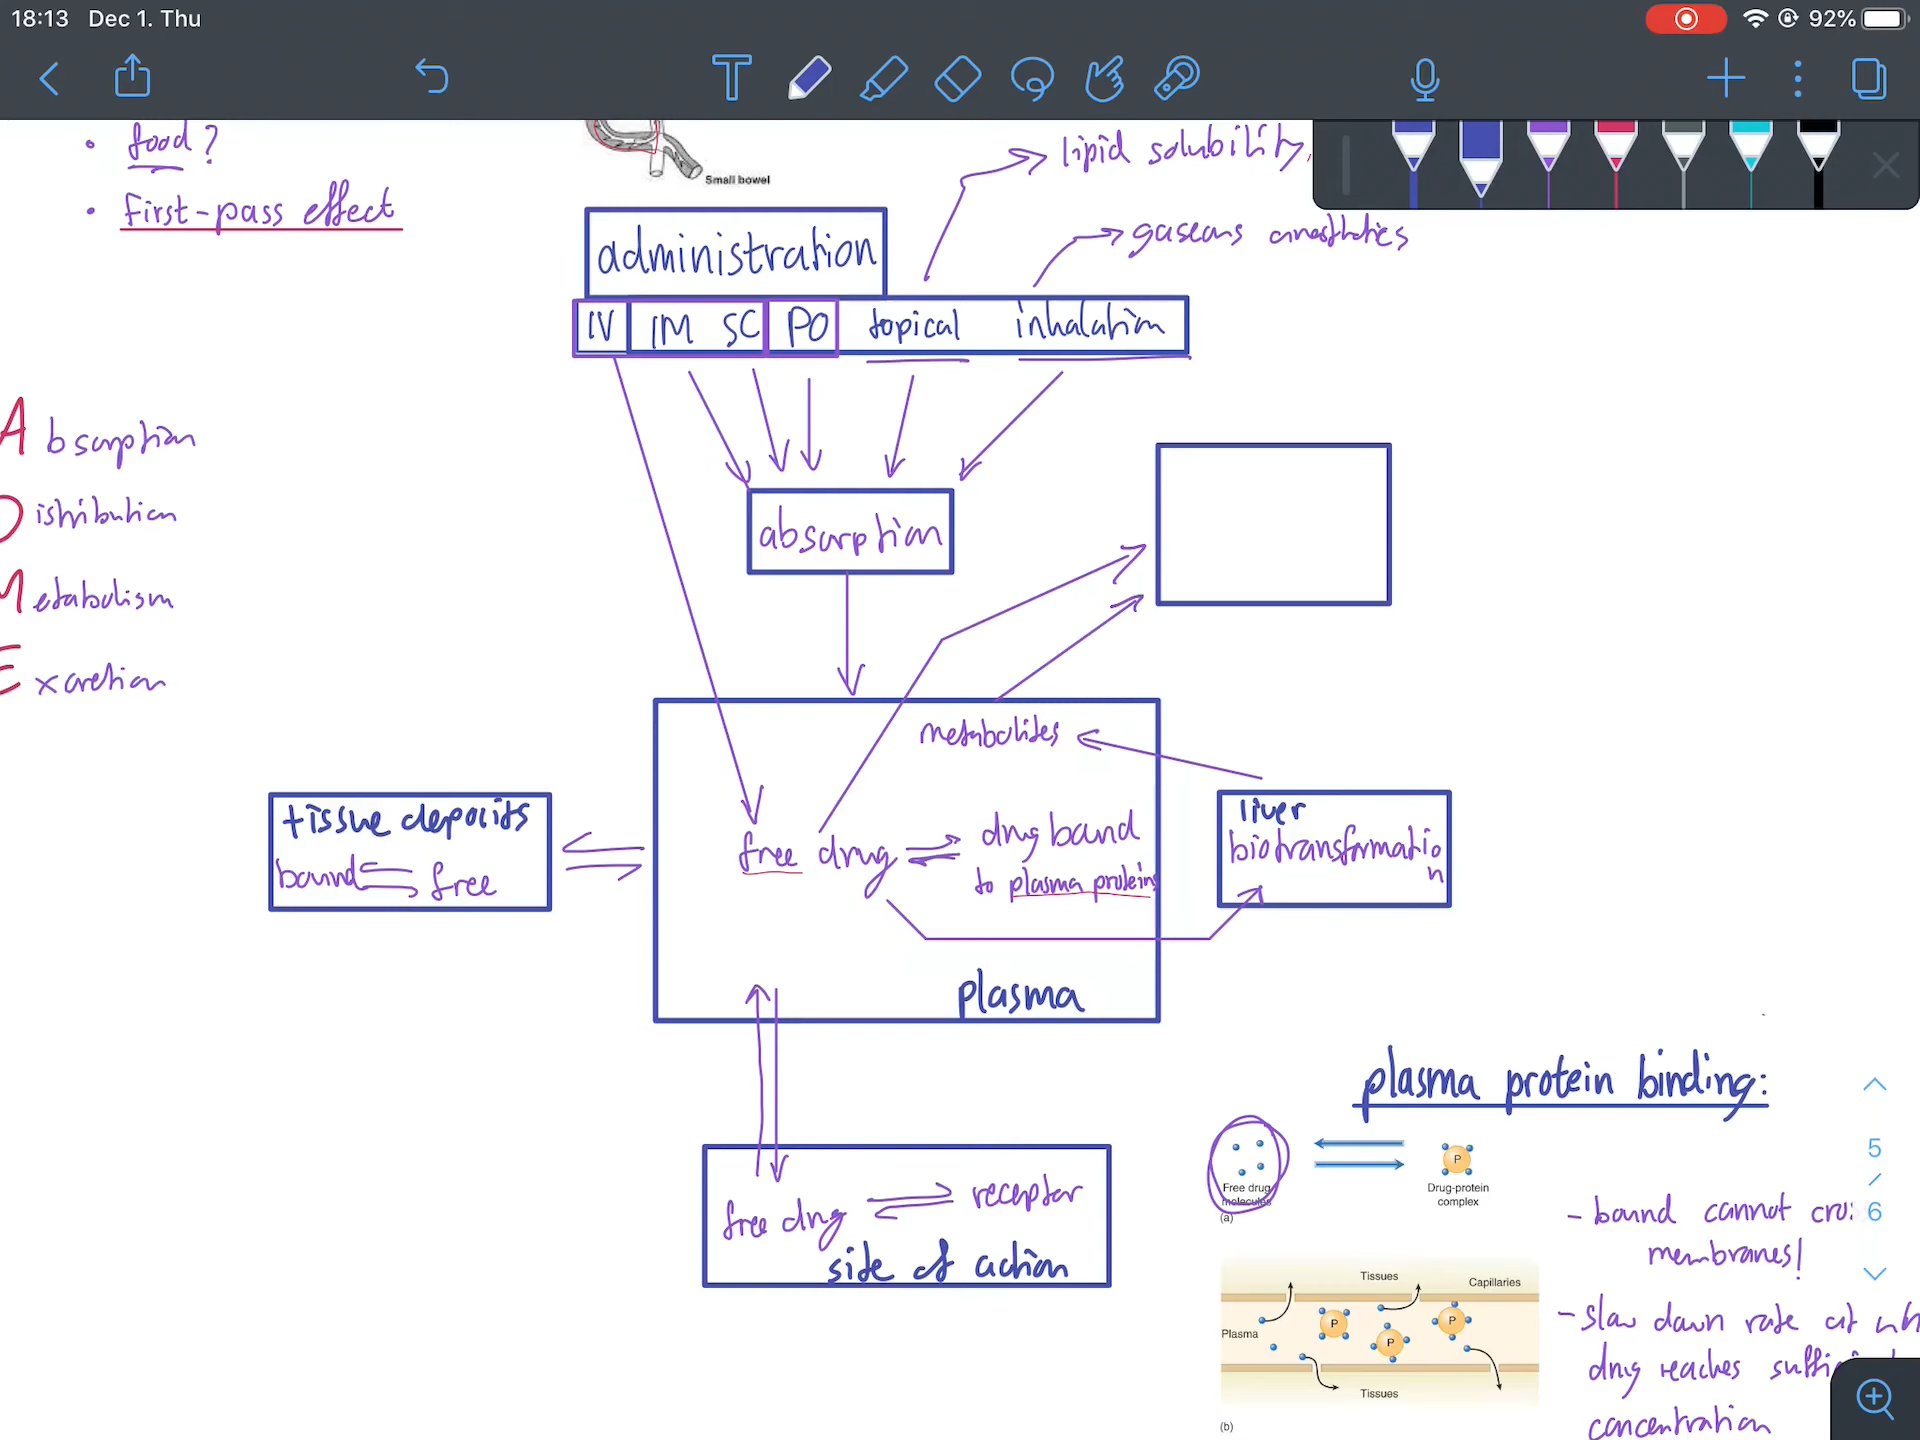 18:13 Dec 1. Thu
92%
• food?
• First-pass effect
Small bowel
lipid solubility,
gaseous anesthetics
administration
IV IM SC PO topical inhalation
Absorption
Distribution
Metabolism
Excretion
absorption
metabolites
tissue deposits
bound free
free drug
drug bound
to plasma proteins
liver
biotransformation
plasma
free drug receptor
site of action
plasma protein binding:
Free drug
molecules
(a)
P
Drug-protein
complex
5
/
6
- bound cannot
membranes!
Tissues
Capillaries
Plasma
P
P
P
Tissues
(b)
- slow down rate at
drug reaches
concentration